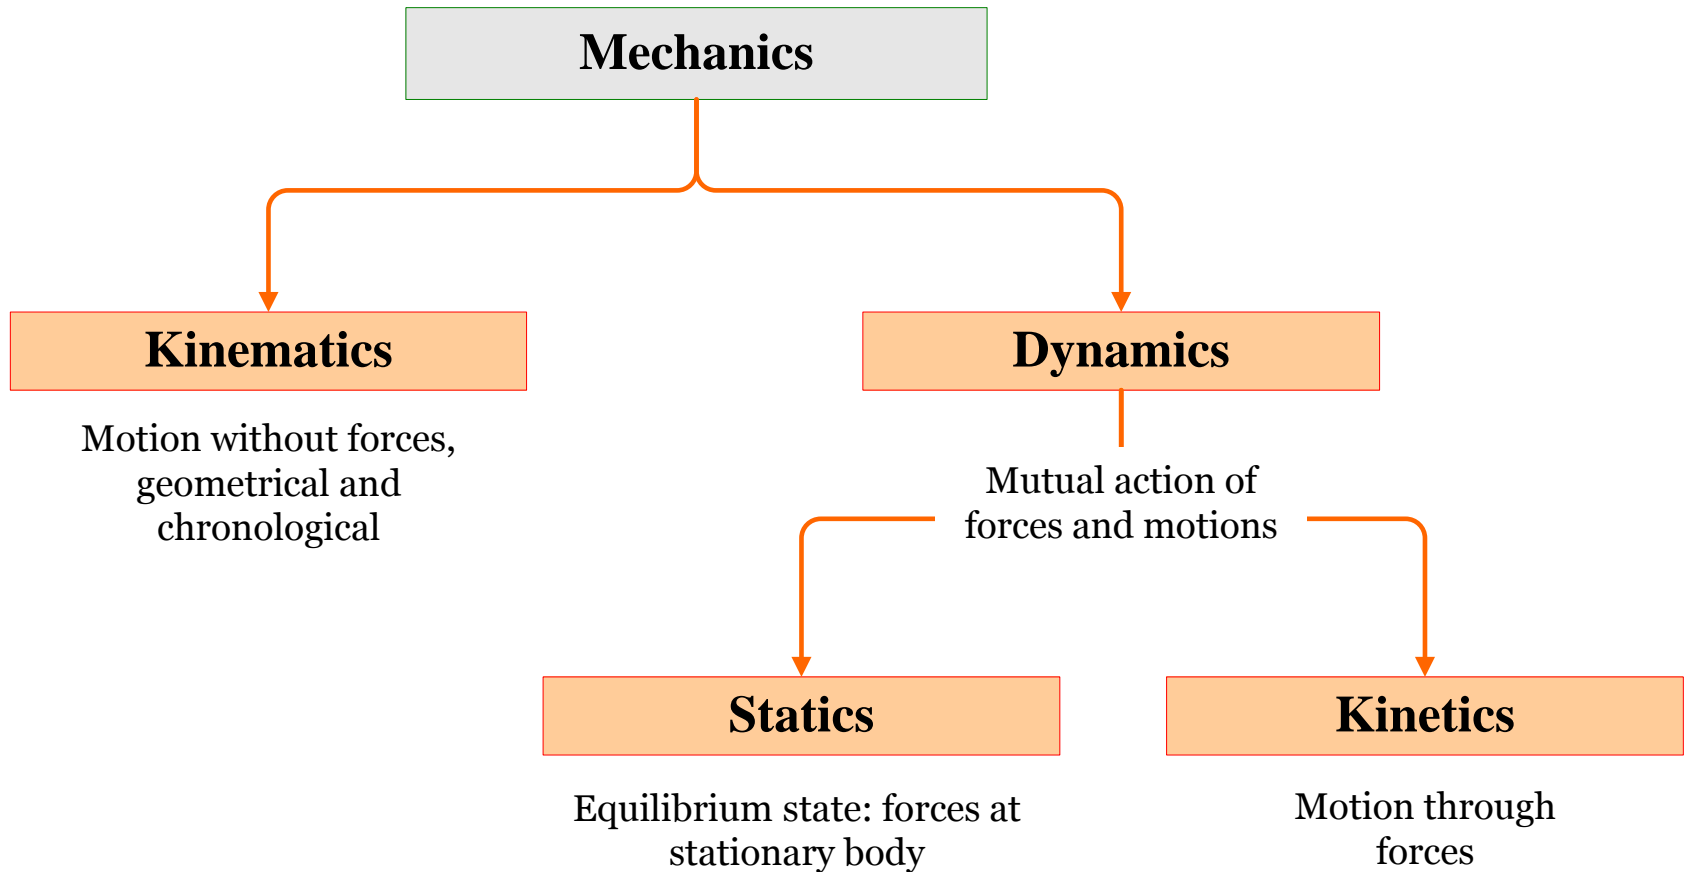 Mechanics
Kinematics
Motion without forces,
geometrical and
chronological
Dynamics
Mutual action of
forces and motions
Statics
Equilibrium state: forces at
stationary body
Kinetics
Motion through
forces